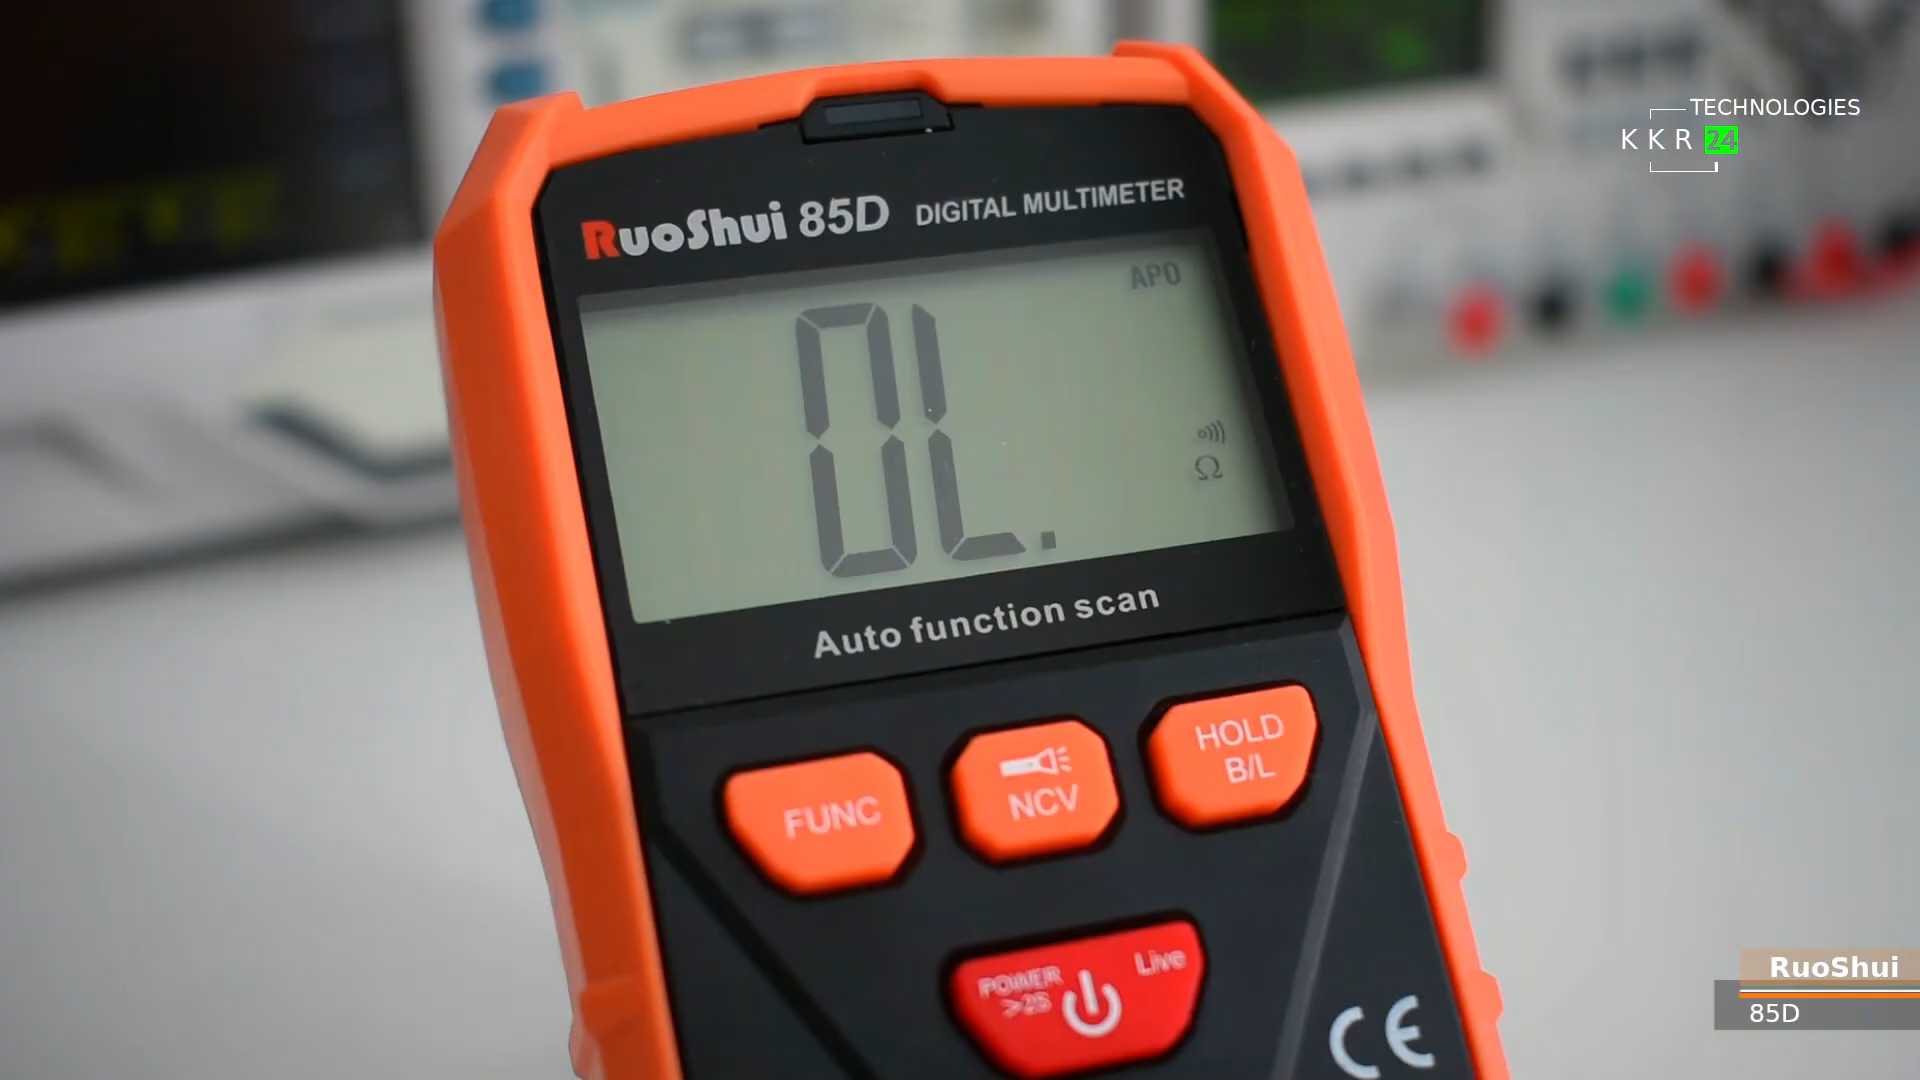 TECHNOLOGIES
KKR 24
RuoShui 85D DIGITAL MULTIMETER
APO
0L.
Ω
Auto function scan
FUNC
NCV
HOLD
B/L
POWER
>2S
Live
CE
RuoShui
85D